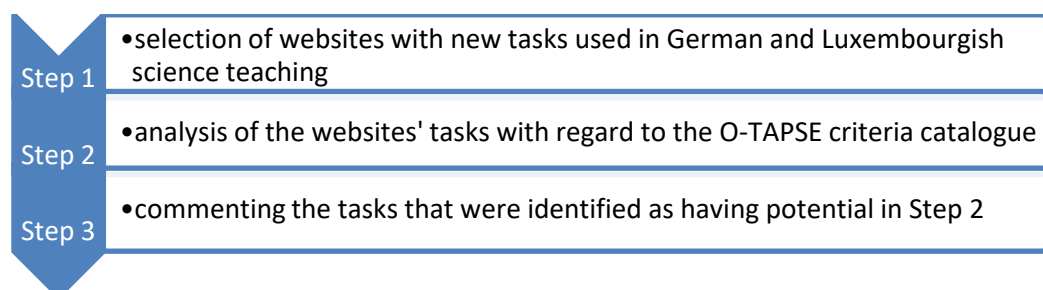 •selection of websites with new tasks used in German and Luxembourgish
science teaching
Step 1
•analysis of the websites' tasks with regard to the O-TAPSE criteria catalogue
Step 2
•commenting the tasks that were identified as having potential in Step 2
Step 3